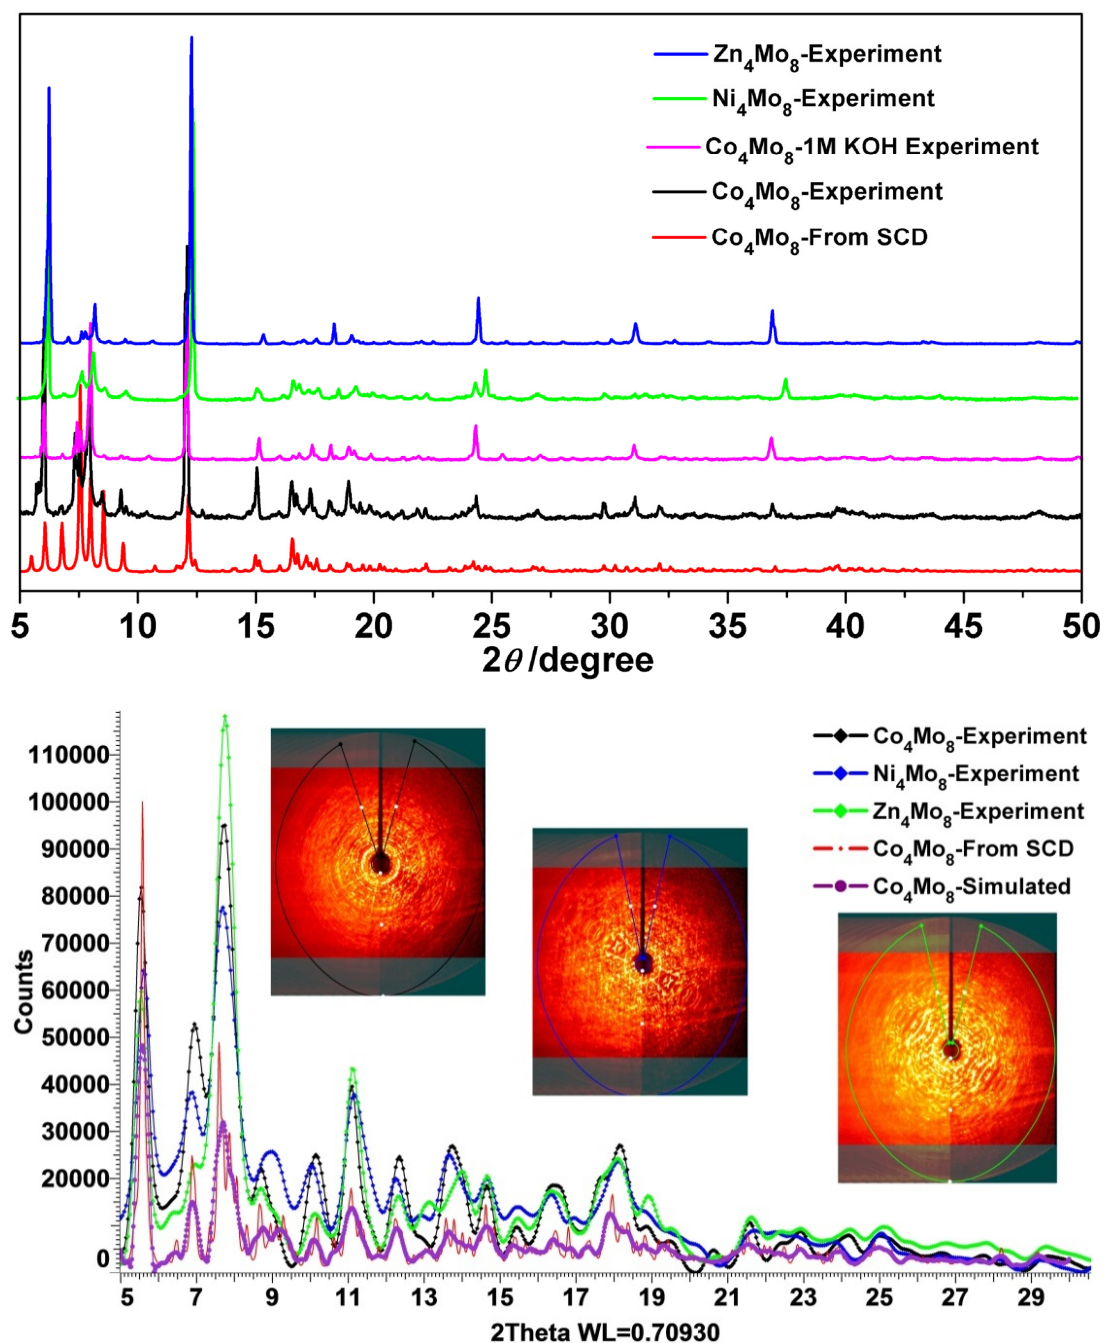 Zn4Mo8-Experiment
Ni4Mo8-Experiment
Co4Mo8-1M KOH Experiment
Co4Mo8-Experiment
Co4Mo8-From SCD
5 10 15 20 25 30 35 40 45 50
2θ/degree
Co4Mo8-Experiment
Ni4Mo8-Experiment
Zn4Mo8-Experiment
Co4Mo8-From SCD
Co4Mo8-Simulated
110000
100000
90000
80000
70000
60000
50000
40000
30000
20000
0
Counts
5 7 9 11 13 15 17 19 21 23 25 27 29
2Theta WL=0.70930